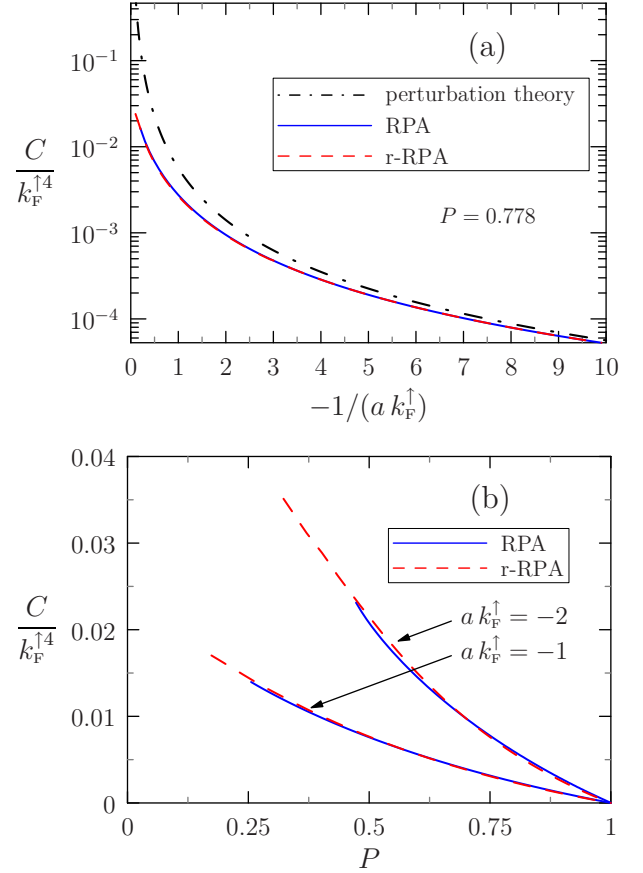 (a)
10^{-1}
perturbation theory
RPA
r-RPA
10^{-2}
C / k_F^{↑4}
P = 0.778
10^{-3}
10^{-4}
0 1 2 3 4 5 6 7 8 9 10
−1/(a k_F^↑)
0.04
(b)
RPA
r-RPA
0.03
C / k_F^{↑4}
a k_F^↑ = −2
0.02
a k_F^↑ = −1
0.01
0
0 0.25 0.5 0.75 1
P